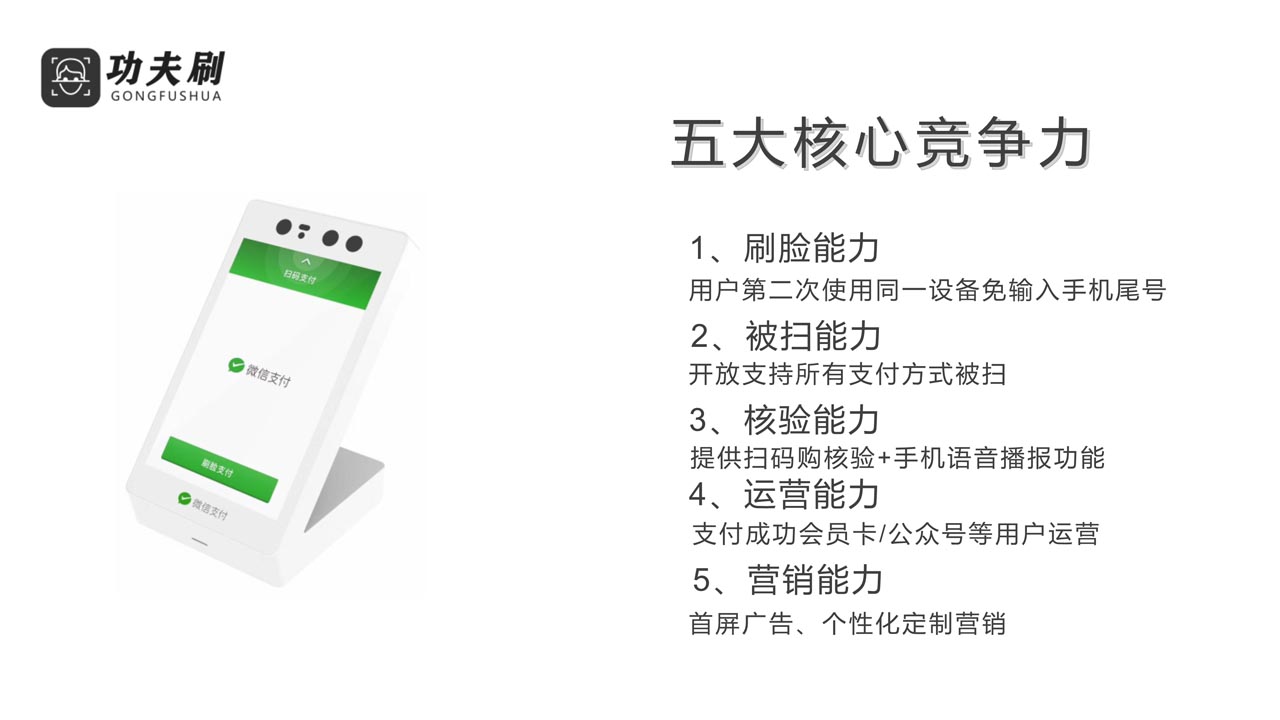 功夫刷
GONGFUSHUA
五大核心竞争力
扫码支付
微信支付
刷脸支付
微信支付
1、刷脸能力
用户第二次使用同一设备免输入手机尾号
2、被扫能力
开放支持所有支付方式被扫
3、核验能力
提供扫码购核验+手机语音播报功能
4、运营能力
支付成功会员卡/公众号等用户运营
5、营销能力
首屏广告、个性化定制营销